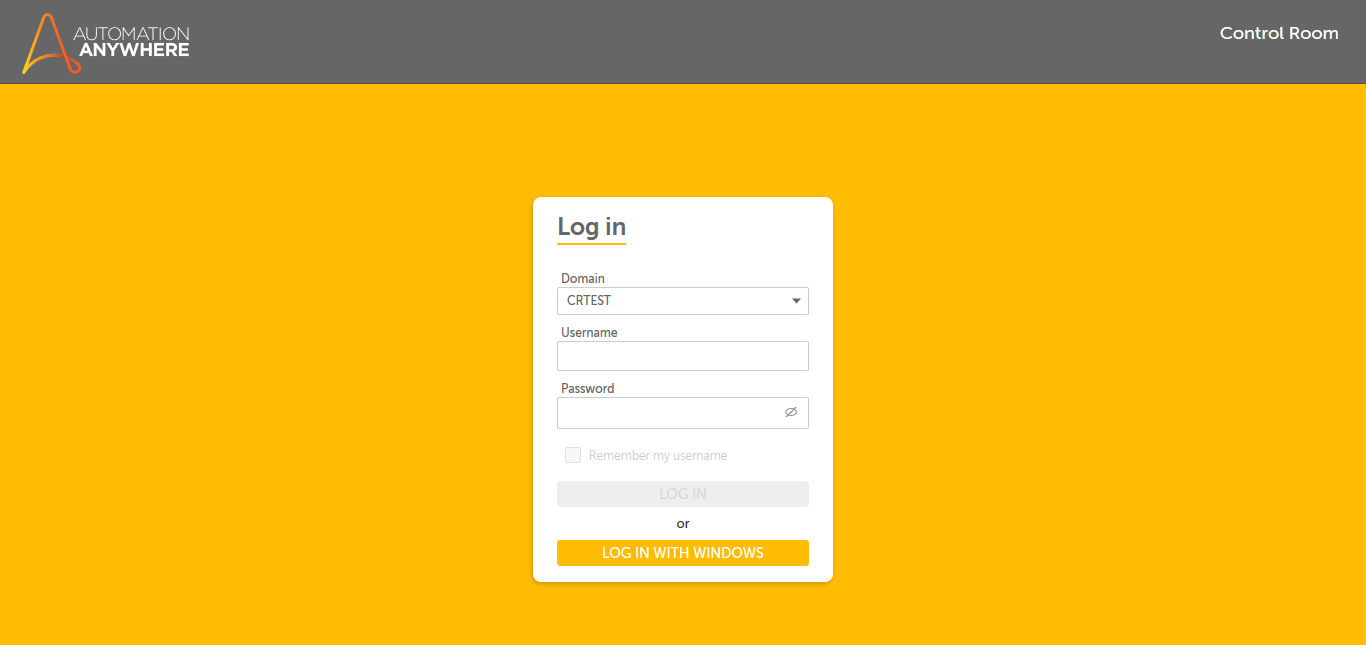 AUTOMATION
ANYWHERE
Control Room
Log in
Domain
CRTEST
Username
Password
Remember my username
LOG IN
or
LOG IN WITH WINDOWS